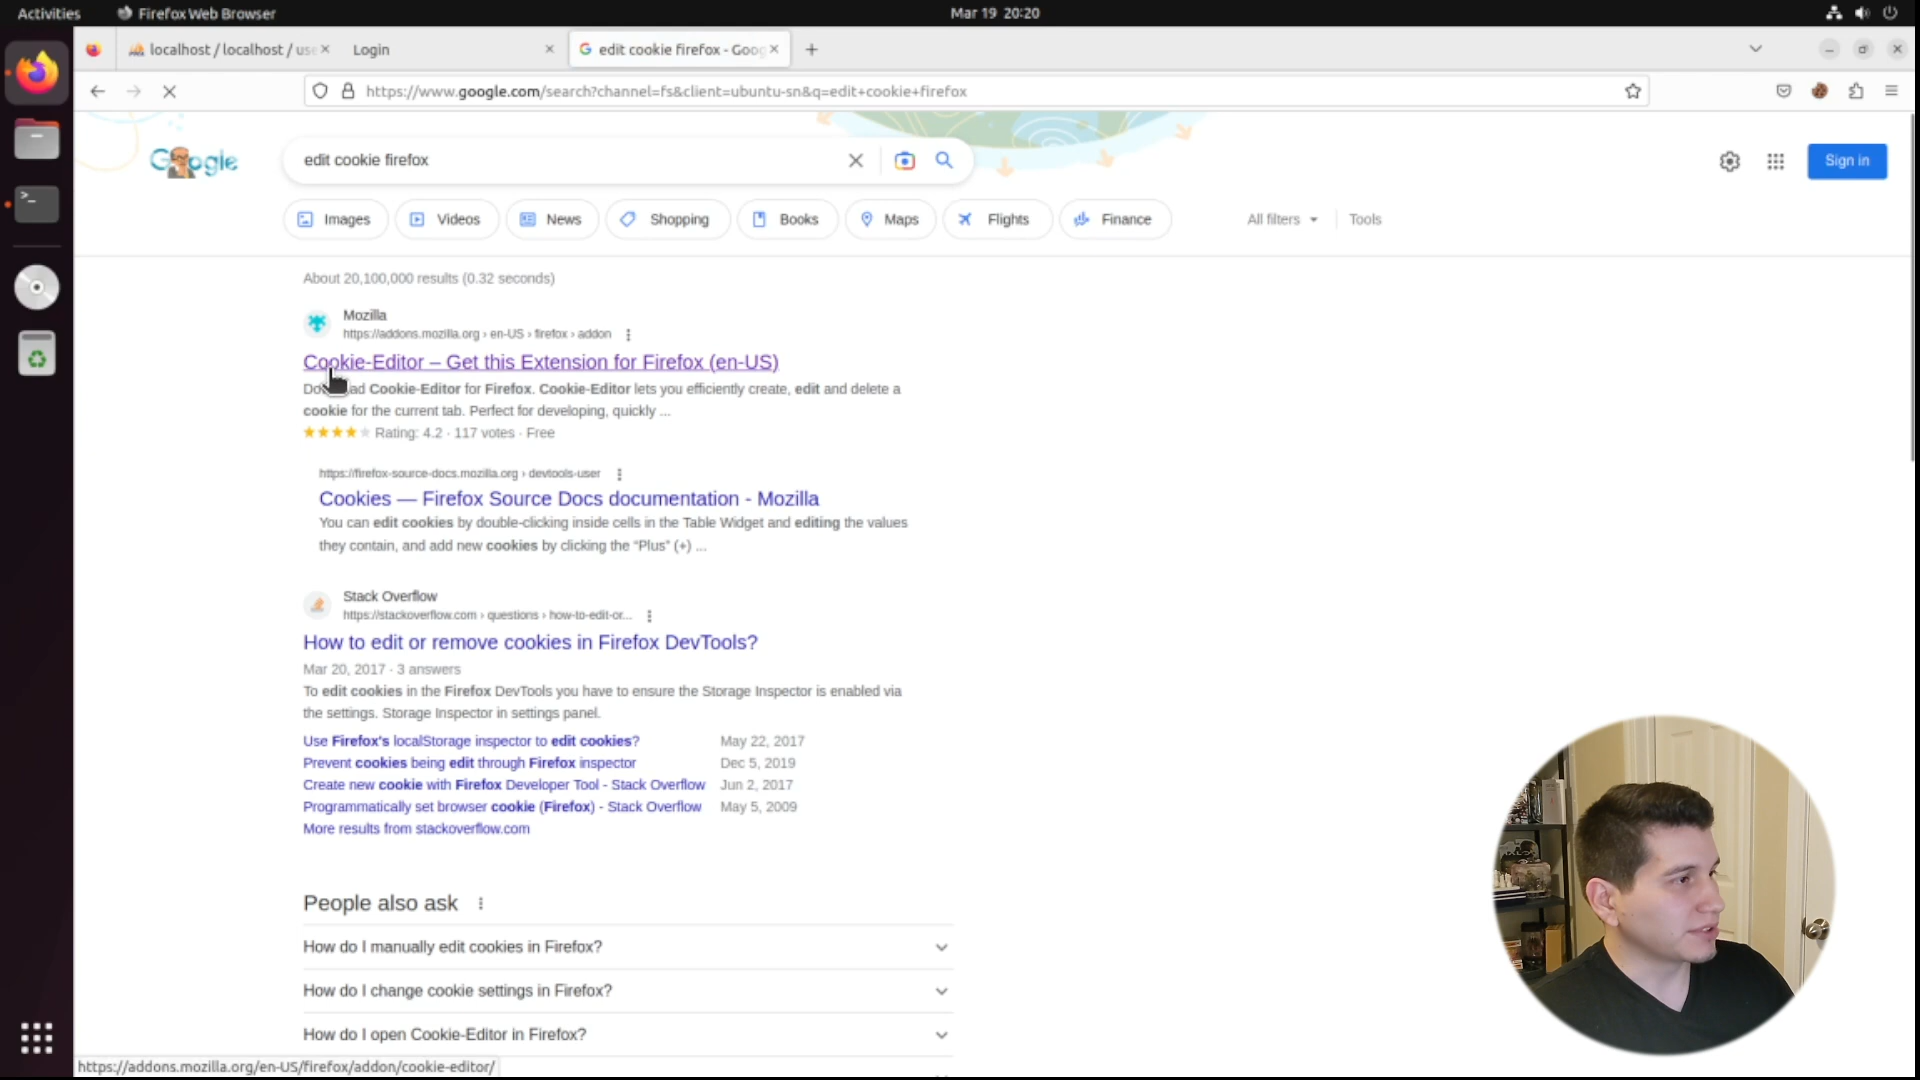 Activities
Firefox Web Browser
Mar 19 20:20
localhost / localhost / use
Login
edit cookie firefox - Goog
https://www.google.com/search?channel=fs&client=ubuntu-sn&q=edit+cookie+firefox
Google
edit cookie firefox
Sign in
Images
Videos
News
Shopping
Books
Maps
Flights
Finance
All filters
Tools
About 20,100,000 results (0.32 seconds)
Mozilla
https://addons.mozilla.org › en-US › firefox › addon
Cookie-Editor – Get this Extension for Firefox (en-US)
Cookie-Editor for Firefox. Cookie-Editor lets you efficiently create, edit and delete a
cookie for the current tab. Perfect for developing, quickly ...
Rating: 4.2 · 117 votes · Free
https://firefox-source-docs.mozilla.org › devtools-user
Cookies — Firefox Source Docs documentation - Mozilla
You can edit cookies by double-clicking inside cells in the Table Widget and editing the values
they contain, and add new cookies by clicking the “Plus” (+) ...
Stack Overflow
https://stackoverflow.com › questions › how-to-edit-or...
How to edit or remove cookies in Firefox DevTools?
Mar 20, 2017 · 3 answers
To edit cookies in the Firefox DevTools you have to ensure the Storage Inspector is enabled via
the settings. Storage Inspector in settings panel.
Use Firefox's localStorage inspector to edit cookies? May 22, 2017
Prevent cookies being edit through Firefox inspector Dec 5, 2019
Create new cookie with Firefox Developer Tool - Stack Overflow Jun 2, 2017
Programmatically set browser cookie (Firefox) - Stack Overflow May 5, 2009
More results from stackoverflow.com
People also ask
How do I manually edit cookies in Firefox?
How do I change cookie settings in Firefox?
How do I open Cookie-Editor in Firefox?
https://addons.mozilla.org/en-US/firefox/addon/cookie-editor/